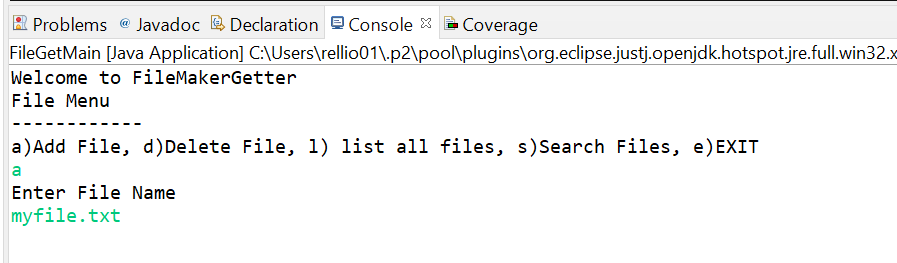 Problems @ Javadoc Declaration Console Coverage
FileGetMain [Java Application] C:\Users\rellio01\.p2\pool\plugins\org.eclipse.justj.openjdk.hotspot.jre.full.win32.x
Welcome to FileMakerGetter
File Menu
------------
a)Add File, d)Delete File, l) list all files, s)Search Files, e)EXIT
a
Enter File Name
myfile.txt